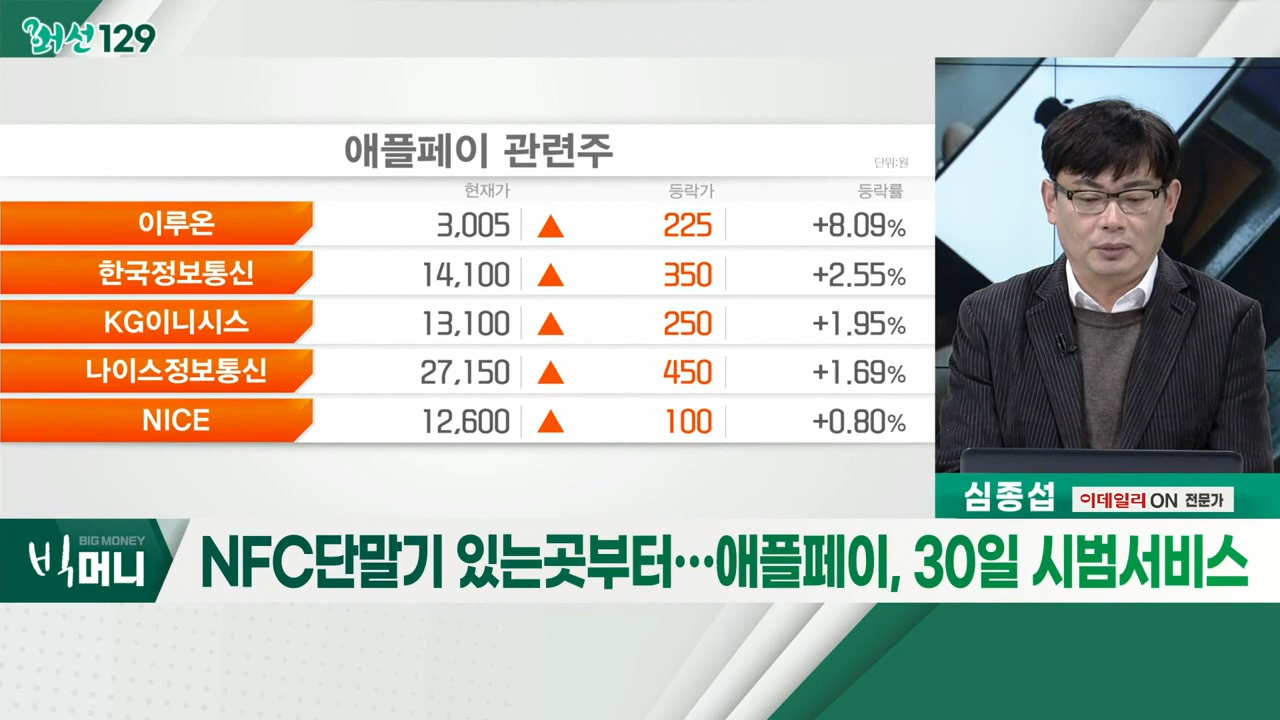 최선129
애플페이 관련주
단위:원
현재가 등락가 등락률
이루온 3,005 ▲ 225 +8.09%
한국정보통신 14,100 ▲ 350 +2.55%
KG이니시스 13,100 ▲ 250 +1.95%
나이스정보통신 27,150 ▲ 450 +1.69%
NICE 12,600 ▲ 100 +0.80%
심종섭 이데일리ON 전문가
BIG MONEY
빅머니
NFC단말기 있는곳부터…애플페이, 30일 시범서비스